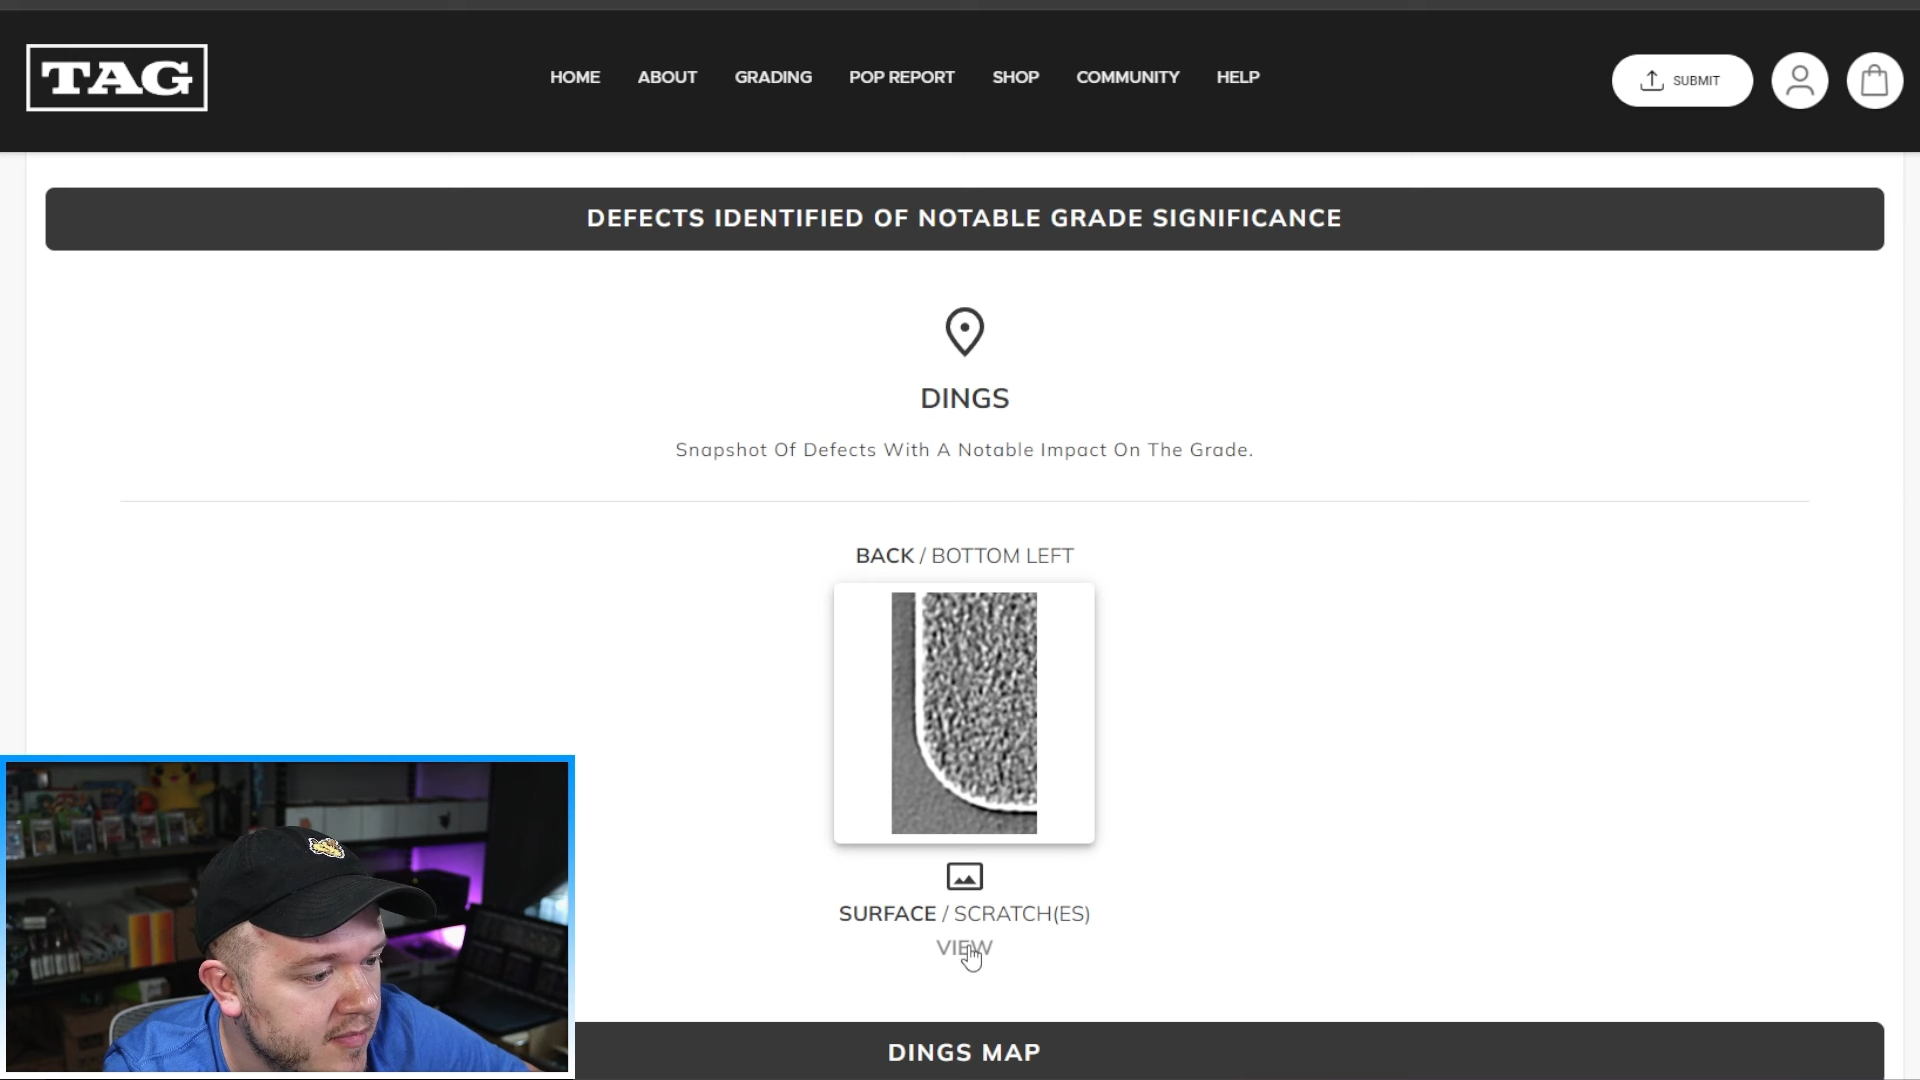 TAG
HOME ABOUT GRADING POP REPORT SHOP COMMUNITY HELP
SUBMIT
DEFECTS IDENTIFIED OF NOTABLE GRADE SIGNIFICANCE
DINGS
Snapshot Of Defects With A Notable Impact On The Grade.
BACK / BOTTOM LEFT
SURFACE / SCRATCH(ES)
VIEW
DINGS MAP